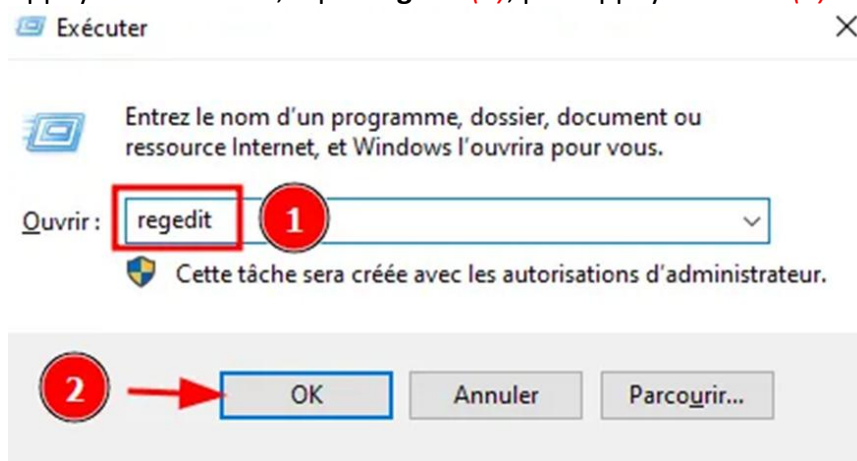 Exécuter
Entrez le nom d'un programme, dossier, document ou
ressource Internet, et Windows l'ouvrira pour vous.
Ouvrir :
regedit
1
Cette tâche sera créée avec les autorisations d'administrateur.
2
OK
Annuler
Parcourir...